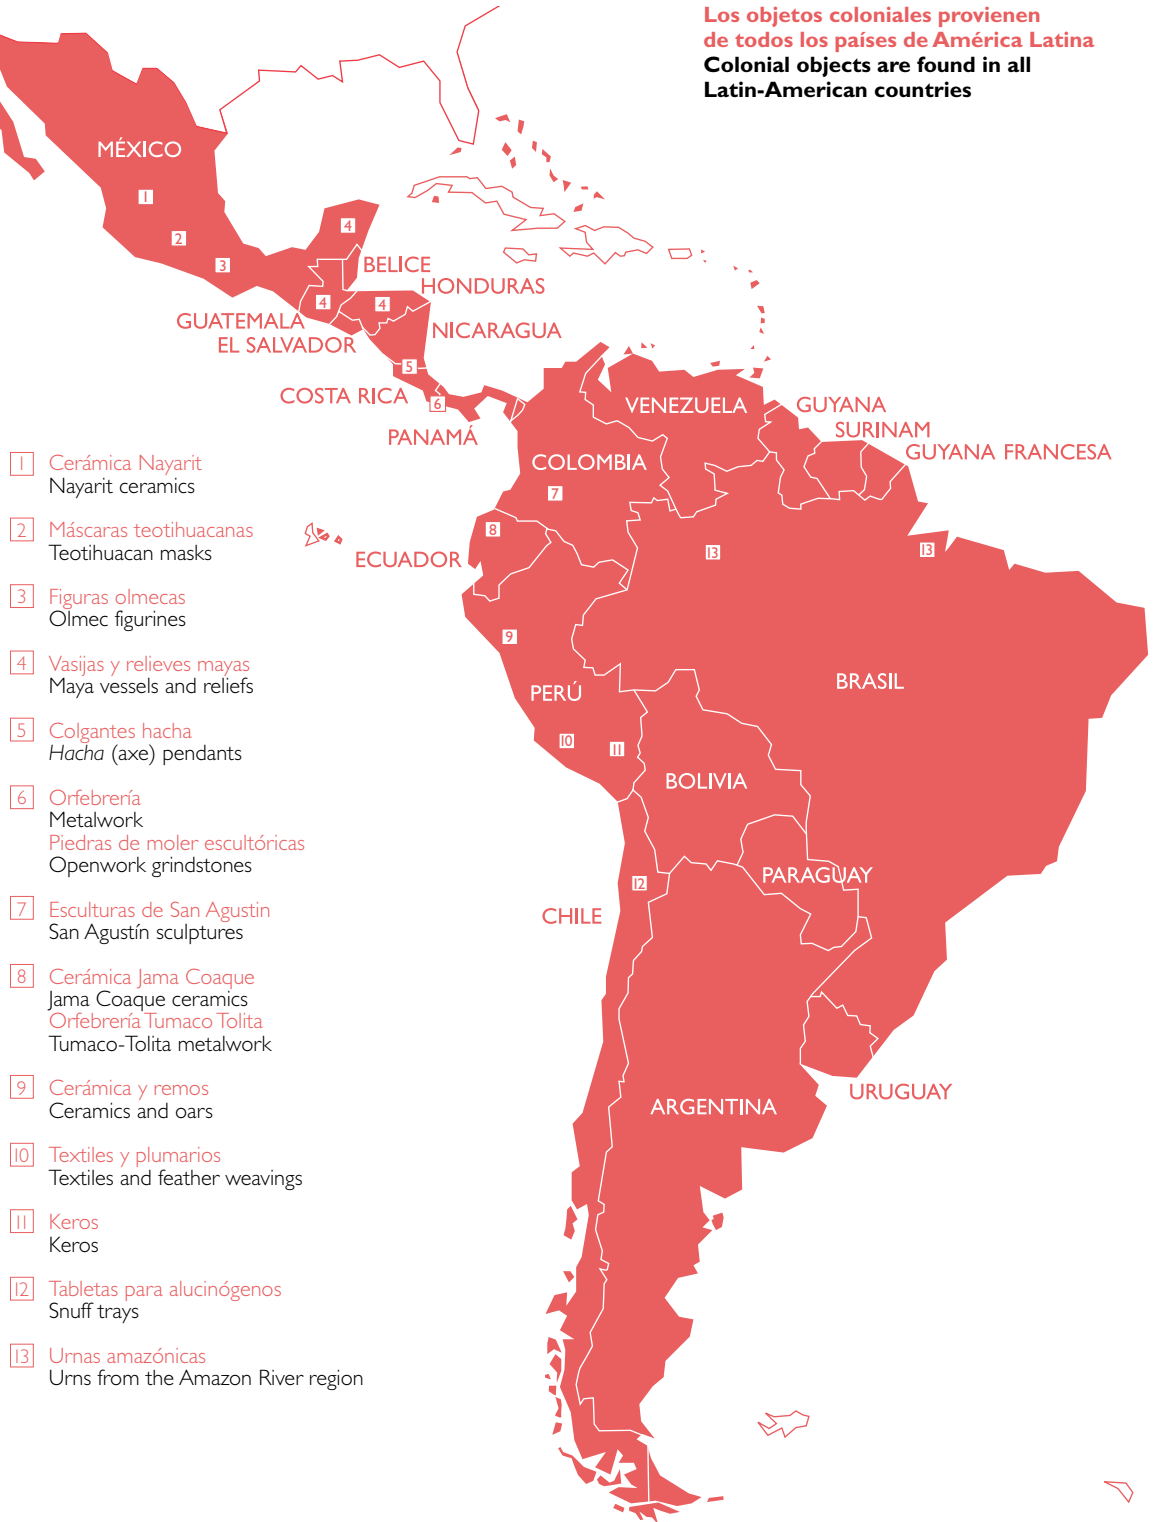 Los objetos coloniales provienen
de todos los países de América Latina
Colonial objects are found in all
Latin-American countries
MÉXICO
1
2
3
4
BELICE
HONDURAS
4
4
GUATEMALA
NICARAGUA
EL SALVADOR
5
COSTA RICA
6
PANAMÁ
VENEZUELA
GUYANA
SURINAM
GUYANA FRANCESA
COLOMBIA
7
8
ECUADOR
13
13
9
PERÚ
BRASIL
10
11
BOLIVIA
PARAGUAY
12
CHILE
URUGUAY
ARGENTINA
1 Cerámica Nayarit
Nayarit ceramics
2 Máscaras teotihuacanas
Teotihuacan masks
3 Figuras olmecas
Olmec figurines
4 Vasijas y relieves mayas
Maya vessels and reliefs
5 Colgantes hacha
Hacha (axe) pendants
6 Orfebrería
Metalwork
Piedras de moler escultóricas
Openwork grindstones
7 Esculturas de San Agustin
San Agustín sculptures
8 Cerámica Jama Coaque
Jama Coaque ceramics
Orfebrería Tumaco Tolita
Tumaco-Tolita metalwork
9 Cerámica y remos
Ceramics and oars
10 Textiles y plumarios
Textiles and feather weavings
11 Keros
Keros
12 Tabletas para alucinógenos
Snuff trays
13 Urnas amazónicas
Urns from the Amazon River region